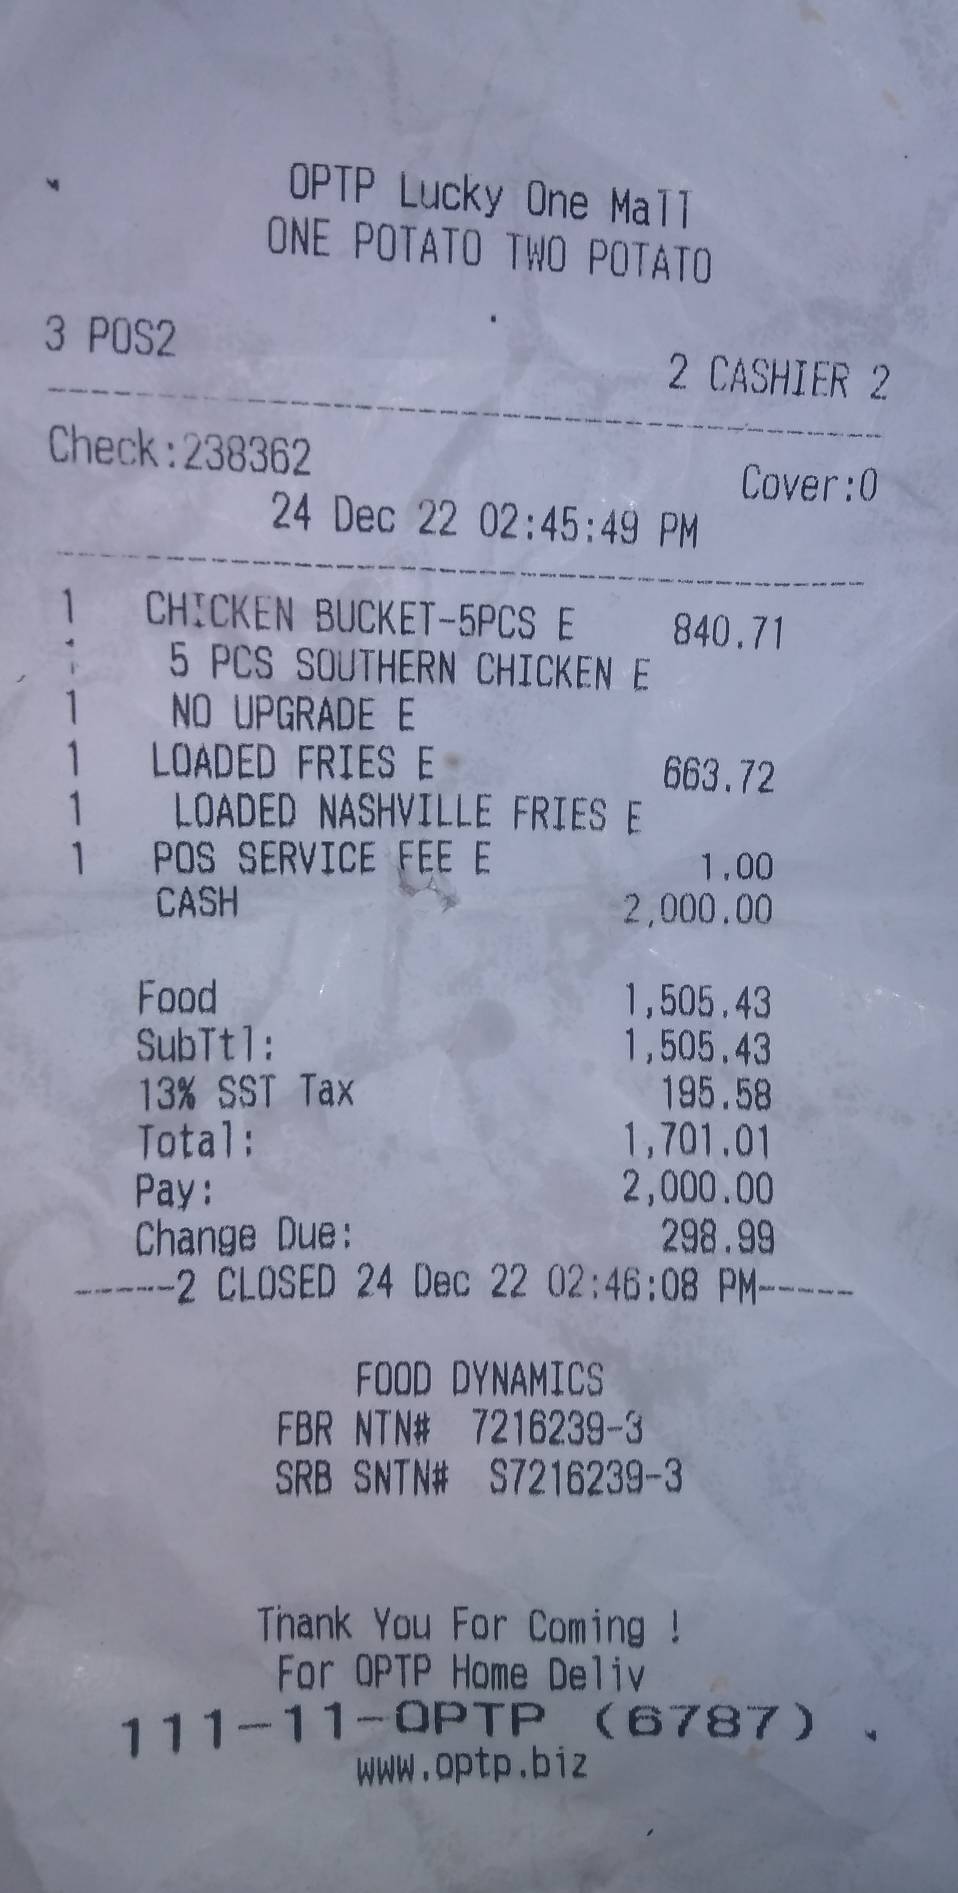 OPTP Lucky One Mall
ONE POTATO TWO POTATO
3 POS2 2 CASHIER 2
Check:238362 Cover:0
24 Dec 22 02:45:49 PM
1 CHICKEN BUCKET-5PCS E 840.71
1 5 PCS SOUTHERN CHICKEN E
1 NO UPGRADE E
1 LOADED FRIES E 663.72
1 LOADED NASHVILLE FRIES E
1 POS SERVICE FEE E 1.00
CASH 2,000.00
Food 1,505.43
SubTtl: 1,505.43
13% SST Tax 195.58
Total: 1,701.01
Pay: 2,000.00
Change Due: 298.99
------2 CLOSED 24 Dec 22 02:46:08 PM-----
FOOD DYNAMICS
FBR NTN# 7216239-3
SRB SNTN# S7216239-3
Thank You For Coming !
For OPTP Home Deliv
111-11-OPTP (6787) .
www.optp.biz